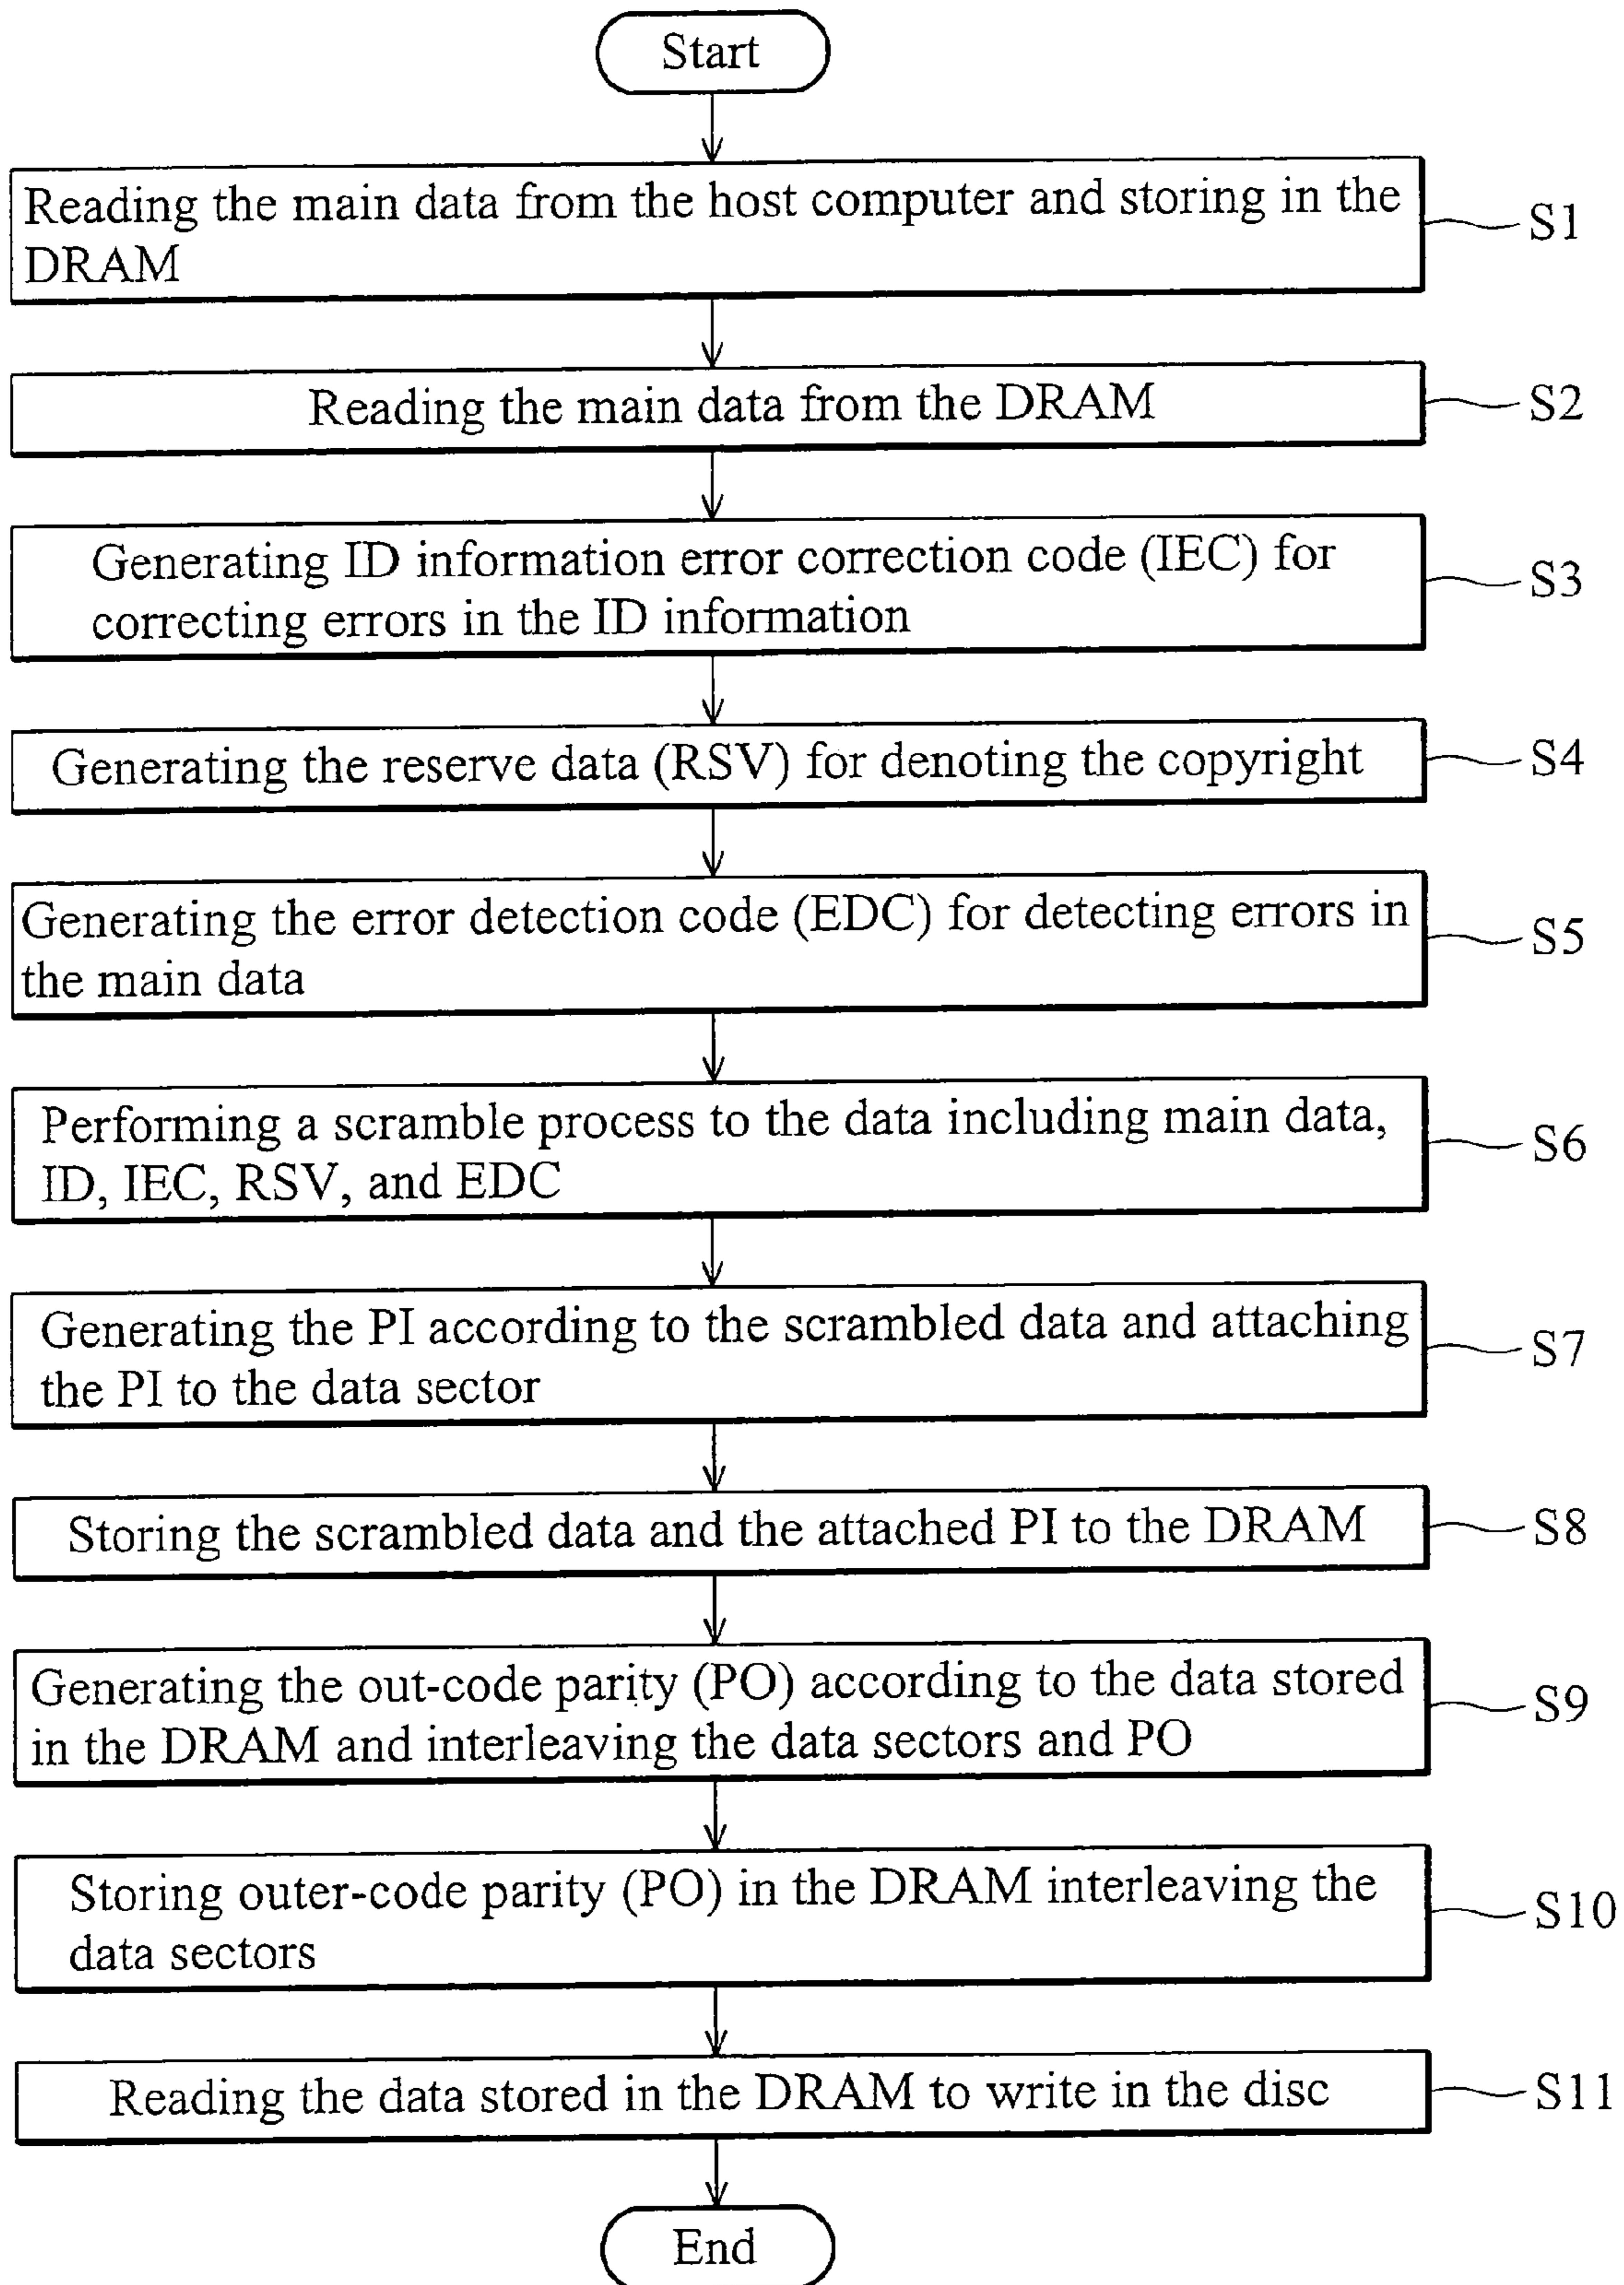 Start
Reading the main data from the host computer and storing in the
DRAM
S1
Reading the main data from the DRAM
S2
Generating ID information error correction code (IEC) for
correcting errors in the ID information
S3
Generating the reserve data (RSV) for denoting the copyright
S4
Generating the error detection code (EDC) for detecting errors in
the main data
S5
Performing a scramble process to the data including main data,
ID, IEC, RSV, and EDC
S6
Generating the PI according to the scrambled data and attaching
the PI to the data sector
S7
Storing the scrambled data and the attached PI to the DRAM
S8
Generating the out-code parity (PO) according to the data stored
in the DRAM and interleaving the data sectors and PO
S9
Storing outer-code parity (PO) in the DRAM interleaving the
data sectors
S10
Reading the data stored in the DRAM to write in the disc
S11
End